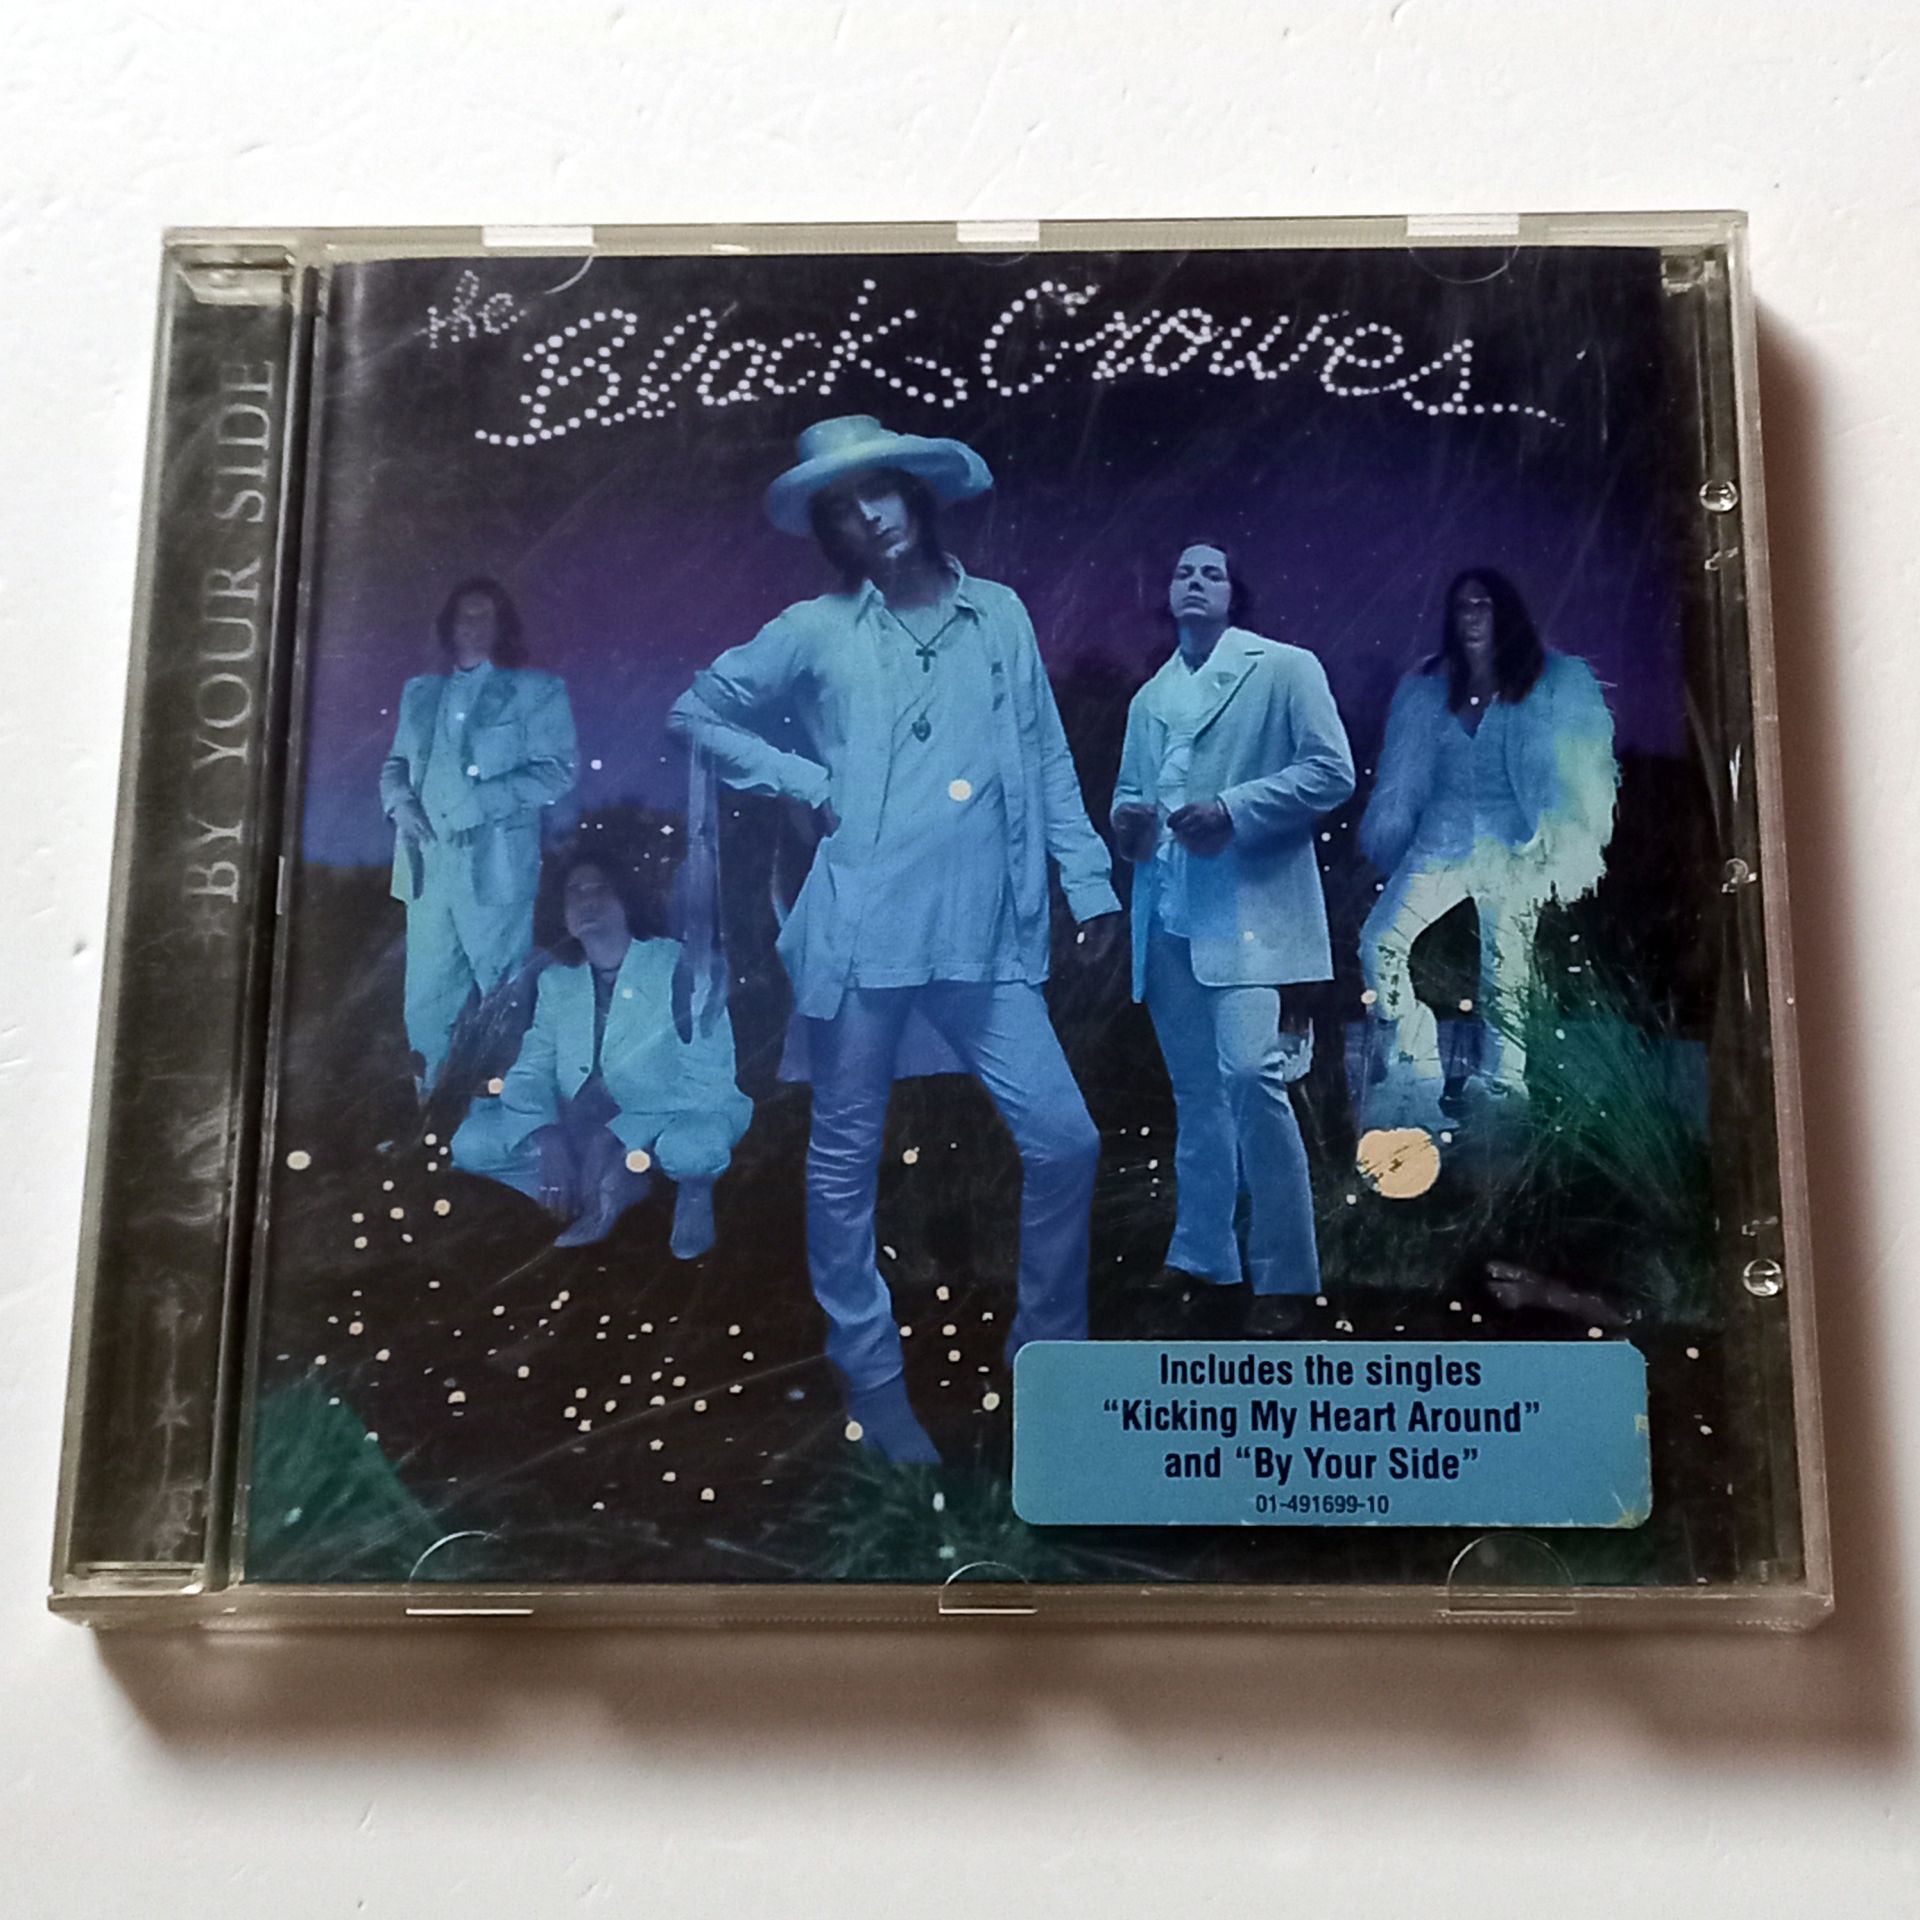 the Black Crowes
BY YOUR SIDE
Includes the singles
“Kicking My Heart Around”
and “By Your Side”
01-491699-10